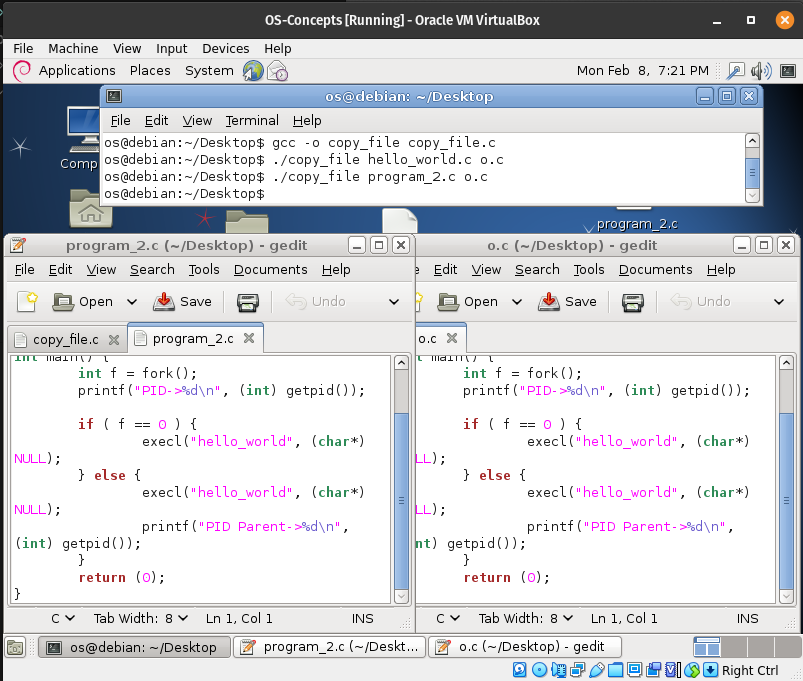 OS-Concepts [Running] - Oracle VM VirtualBox
File Machine View Input Devices Help
Applications Places System Mon Feb 8, 7:21 PM
os@debian: ~/Desktop
File Edit View Terminal Help
os@debian:~/Desktop$ gcc -o copy_file copy_file.c
os@debian:~/Desktop$ ./copy_file hello_world.c o.c
os@debian:~/Desktop$ ./copy_file program_2.c o.c
os@debian:~/Desktop$
Comp
program_2.c
program_2.c (~/Desktop) - gedit
File Edit View Search Tools Documents Help
Open Save Undo
copy_file.c program_2.c
int main() {
int f = fork();
printf("PID->%d\n", (int) getpid());
if ( f == 0 ) {
execl("hello_world", (char*)
NULL);
} else {
execl("hello_world", (char*)
NULL);
printf("PID Parent->%d\n",
(int) getpid());
}
return (0);
}
C Tab Width: 8 Ln 1, Col 1 INS
o.c (~/Desktop) - gedit
Edit View Search Tools Documents Help
Open Save Undo
o.c
t main() {
int f = fork();
printf("PID->%d\n", (int) getpid());
if ( f == 0 ) {
execl("hello_world", (char*)
LL);
} else {
execl("hello_world", (char*)
LL);
printf("PID Parent->%d\n",
nt) getpid());
}
return (0);
C Tab Width: 8 Ln 1, Col 1 INS
os@debian: ~/Desktop program_2.c (~/Deskt... o.c (~/Desktop) - gedit
Right Ctrl